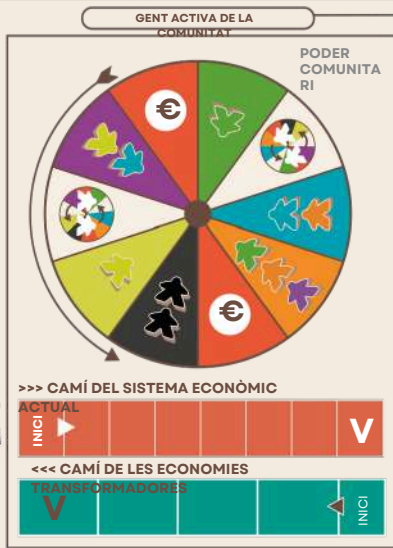 GENT ACTIVA DE LA
COMUNITAT
PODER
COMUNITA
RI
€
€
>>> CAMÍ DEL SISTEMA ECONÒMIC
ACTUAL
INICI
V
<<< CAMÍ DE LES ECONOMIES
TRANSFORMADORES
V
INICI